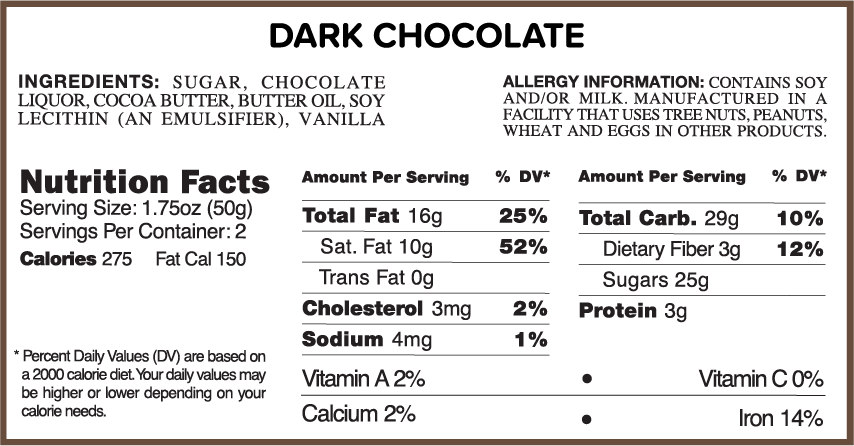 DARK CHOCOLATE
INGREDIENTS: SUGAR, CHOCOLATE
LIQUOR, COCOA BUTTER, BUTTER OIL, SOY
LECITHIN (AN EMULSIFIER), VANILLA
ALLERGY INFORMATION: CONTAINS SOY
AND/OR MILK. MANUFACTURED IN A
FACILITY THAT USES TREE NUTS, PEANUTS,
WHEAT AND EGGS IN OTHER PRODUCTS.
Nutrition Facts
Serving Size: 1.75oz (50g)
Servings Per Container: 2
Calories 275 Fat Cal 150
* Percent Daily Values (DV) are based on
a 2000 calorie diet. Your daily values may
be higher or lower depending on your
calorie needs.
Amount Per Serving % DV*
Total Fat 16g 25%
Sat. Fat 10g 52%
Trans Fat 0g
Cholesterol 3mg 2%
Sodium 4mg 1%
Amount Per Serving % DV*
Total Carb. 29g 10%
Dietary Fiber 3g 12%
Sugars 25g
Protein 3g
Vitamin A 2% • Vitamin C 0%
Calcium 2% • Iron 14%